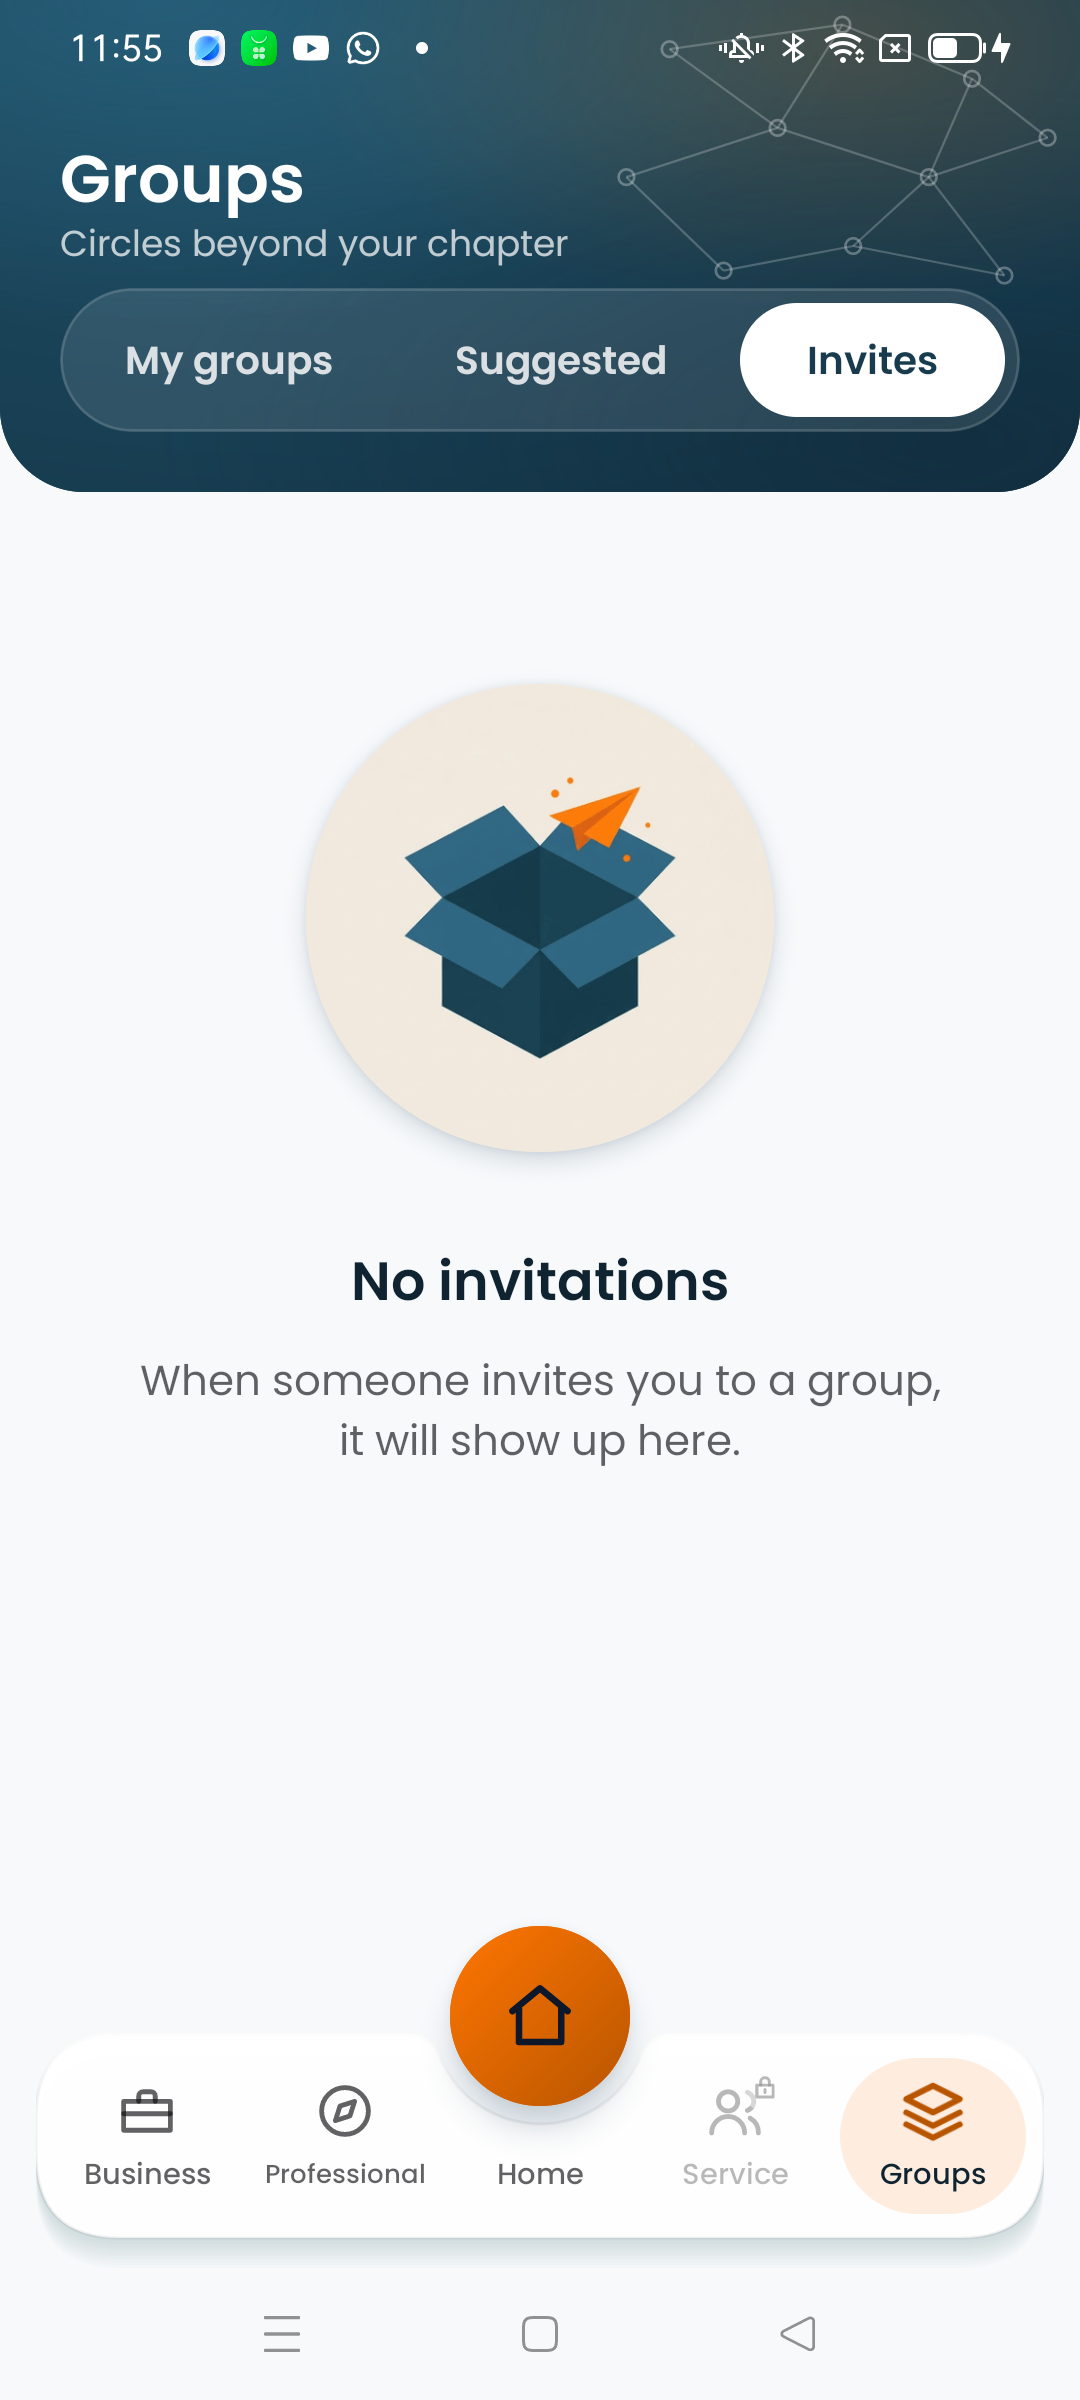 11:55
Groups
Circles beyond your chapter
My groups Suggested Invites
No invitations
When someone invites you to a group,
it will show up here.
Business Professional Home Service Groups